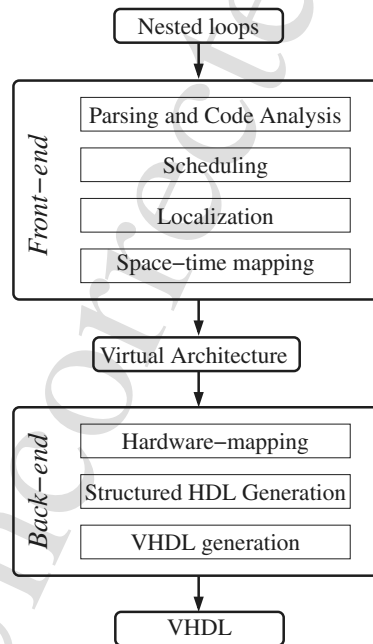 Nested loops
Front-end
Parsing and Code Analysis
Scheduling
Localization
Space-time mapping
Virtual Architecture
Back-end
Hardware-mapping
Structured HDL Generation
VHDL generation
VHDL